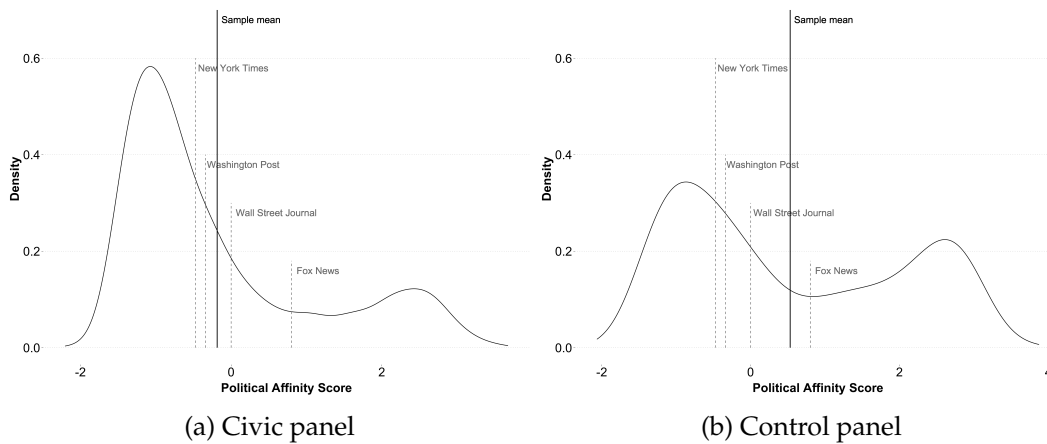 Sample mean
0.6
New York Times
0.4
Washington Post
Wall Street Journal
0.2
Fox News
0.0
-2
0
2
Density
Political Affinity Score
(a) Civic panel
Sample mean
0.6
New York Times
0.4
Washington Post
Wall Street Journal
0.2
Fox News
0.0
-2
0
2
4
Density
Political Affinity Score
(b) Control panel